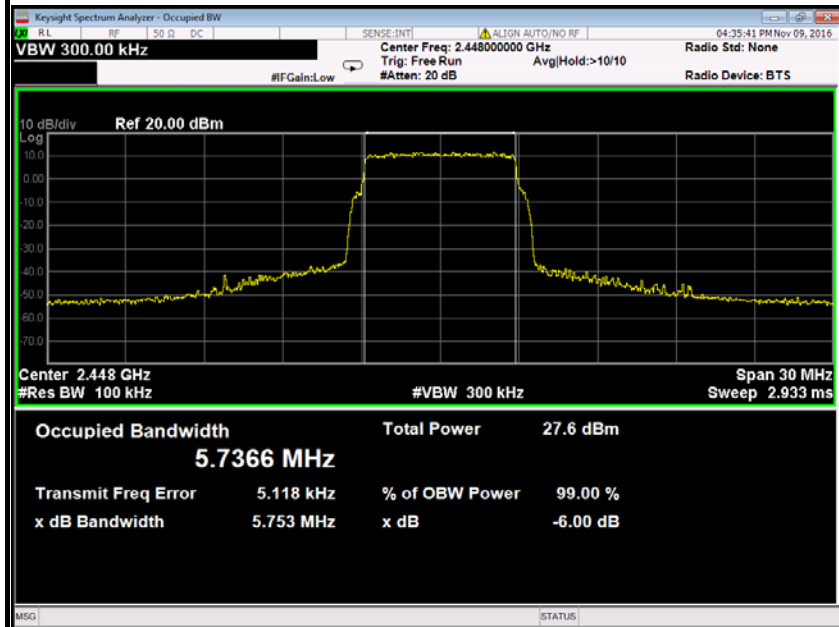 Keysight Spectrum Analyzer - Occupied BW
RL RF 50 Ω DC SENSE:INT ALIGN AUTO/NO RF 04:35:41 PM Nov 09, 2016
VBW 300.00 kHz Center Freq: 2.448000000 GHz Radio Std: None
Trig: Free Run Avg|Hold:>10/10
#IFGain:Low #Atten: 20 dB Radio Device: BTS
10 dB/div Ref 20.00 dBm
Log
10.0
0.00
-10.0
-20.0
-30.0
-40.0
-50.0
-60.0
-70.0
Center 2.448 GHz Span 30 MHz
#Res BW 100 kHz #VBW 300 kHz Sweep 2.933 ms
Occupied Bandwidth Total Power 27.6 dBm
5.7366 MHz
Transmit Freq Error 5.118 kHz % of OBW Power 99.00 %
x dB Bandwidth 5.753 MHz x dB -6.00 dB
MSG STATUS